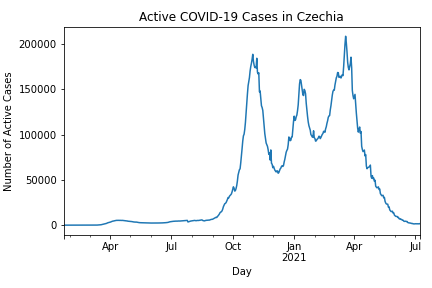 Active COVID-19 Cases in Czechia
Number of Active Cases
200000
150000
100000
50000
0
Apr
Jul
Oct
Jan
2021
Apr
Jul
Day